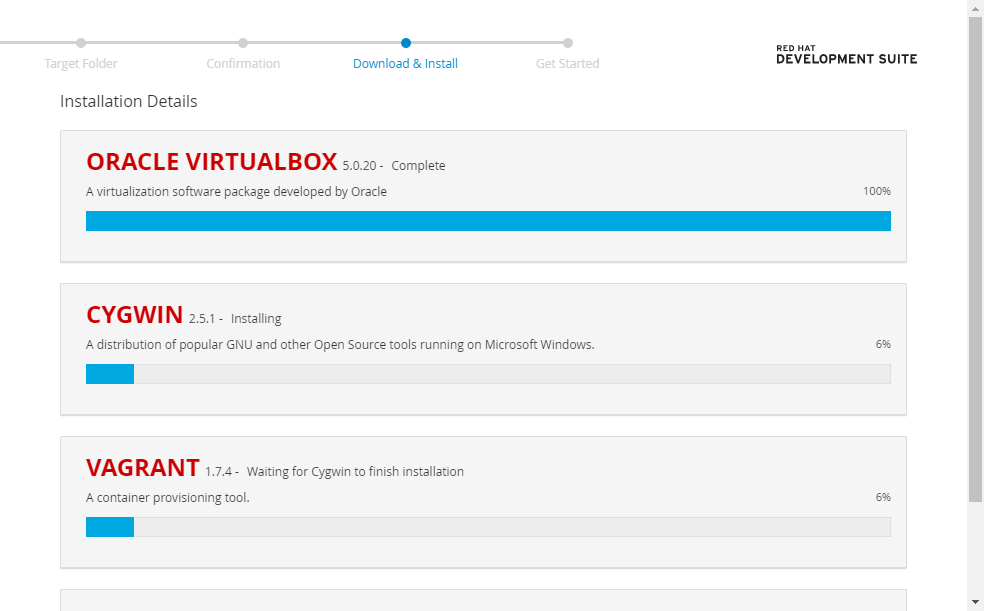 Target Folder
Confirmation
Download & Install
Get Started
RED HAT
DEVELOPMENT SUITE
Installation Details
ORACLE VIRTUALBOX 5.0.20 - Complete
A virtualization software package developed by Oracle
100%
CYGWIN 2.5.1 - Installing
A distribution of popular GNU and other Open Source tools running on Microsoft Windows.
6%
VAGRANT 1.7.4 - Waiting for Cygwin to finish installation
A container provisioning tool.
6%